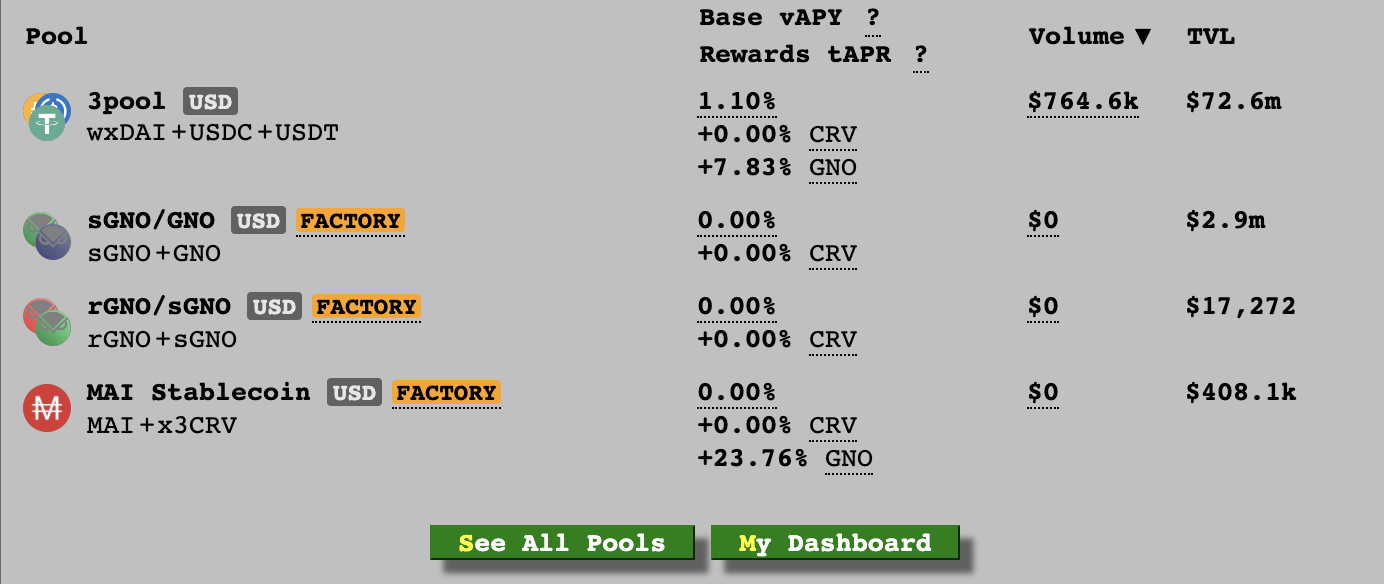 Pool
Base vAPY ?
Rewards tAPR ?
Volume ▼
TVL
3pool USD
wxDAI+USDC+USDT
1.10%
+0.00% CRV
+7.83% GNO
$764.6k
$72.6m
sGNO/GNO USD FACTORY
sGNO+GNO
0.00%
+0.00% CRV
$0
$2.9m
rGNO/sGNO USD FACTORY
rGNO+sGNO
0.00%
+0.00% CRV
$0
$17,272
MAI Stablecoin USD FACTORY
MAI+x3CRV
0.00%
+0.00% CRV
+23.76% GNO
$0
$408.1k
See All Pools
My Dashboard